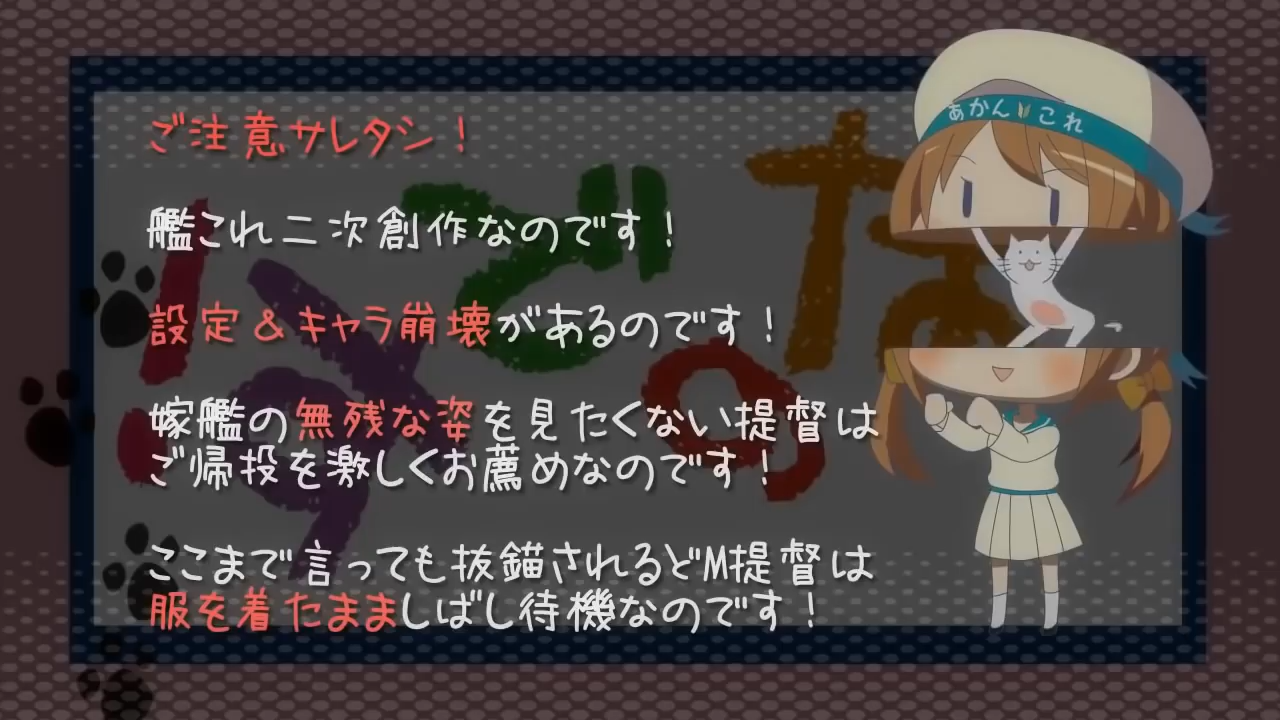 あかんこれ
ご注意サレタシ！
艦これ二次創作なのです！
設定＆キャラ崩壊があるのです！
嫁艦の無残な姿を見たくない提督は
ご帰投を激しくお薦めなのです！
ここまで言っても抜錨されるどM提督は
服を着たまましばし待機なのです！